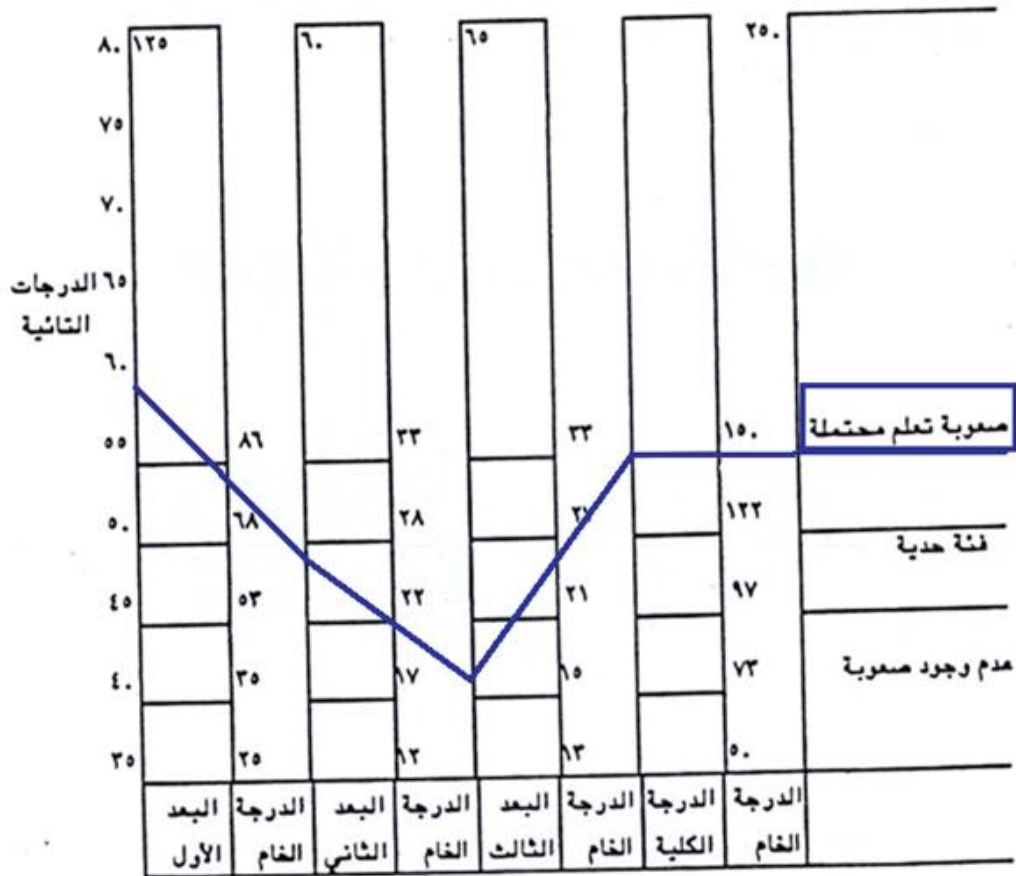 ٨٠ ١٢٥ ٦٠ ٦٥ ٢٥٠
٧٥
٧٠
٦٥
الدرجات
التائية
٦٠
صعوبة تعلم محتملة
٥٥ ٨٦ ٣٣ ٣٣ ١٥٠
٥٠ ٦٨ ٢٨ ١٢٢
فئة حدية
٤٥ ٥٣ ٢٢ ٢١ ٩٧
٤٠ ٣٥ ١٧ ١٥ ٧٣
عدم وجود صعوبة
٣٥ ٢٥ ١٢ ١٣ ٥٠
البعد الأول
الدرجة الخام
البعد الثاني
الدرجة الخام
البعد الثالث
الدرجة الخام
الدرجة الكلية
الدرجة الخام